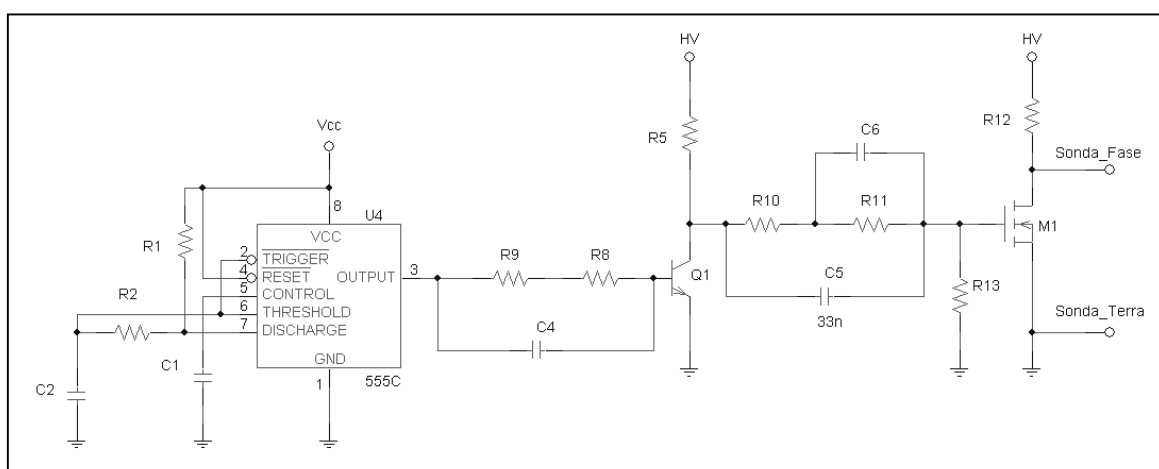 HV
HV
Vcc
R5
C6
R12
Sonda_Fase
8
U4
VCC
R1
2
TRIGGER
4
RESET
OUTPUT
3
R9
R8
Q1
R10
R11
M1
5
CONTROL
R2
6
THRESHOLD
7
DISCHARGE
C5
33n
R13
Sonda_Terra
C4
GND
C1
C2
1
555C